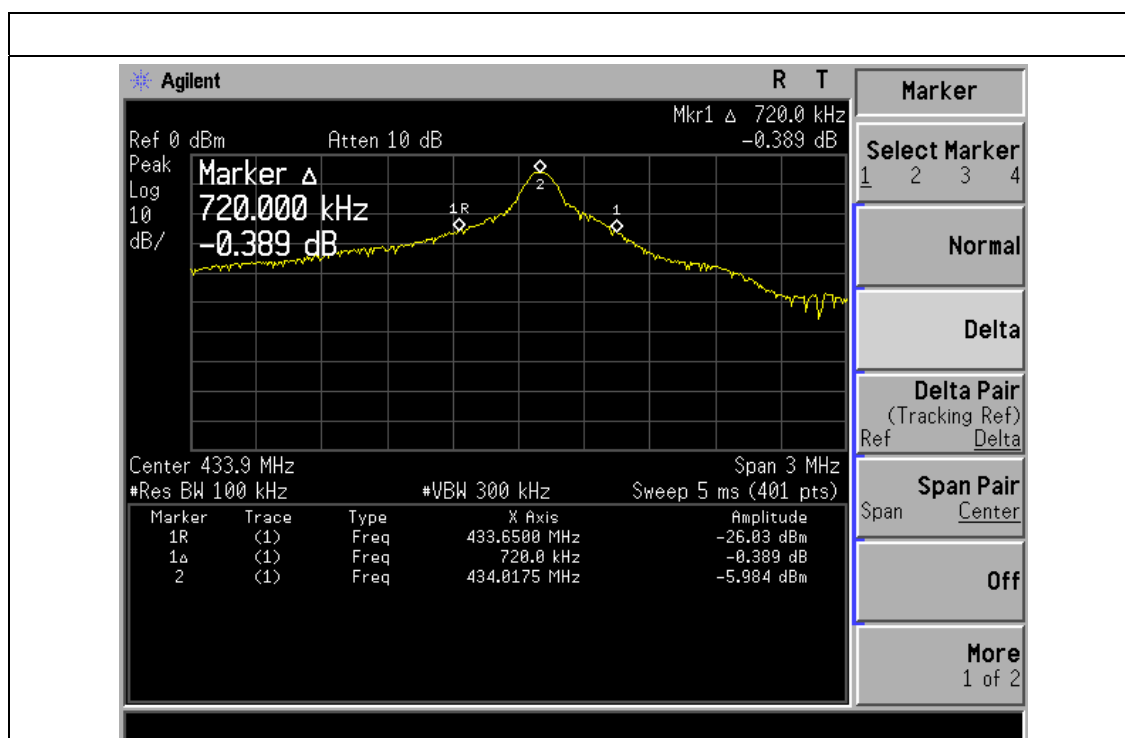 Agilent R T
Mkr1 Δ 720.0 kHz
Ref 0 dBm Atten 10 dB -0.389 dB
Peak
Log
10
dB/
Marker Δ
720.000 kHz
-0.389 dB
1R
2
1
Center 433.9 MHz Span 3 MHz
#Res BW 100 kHz #VBW 300 kHz Sweep 5 ms (401 pts)
Marker Trace Type X Axis Amplitude
1R (1) Freq 433.6500 MHz -26.03 dBm
1Δ (1) Freq 720.0 kHz -0.389 dB
2 (1) Freq 434.0175 MHz -5.984 dBm
Marker
Select Marker
1 2 3 4
Normal
Delta
Delta Pair
(Tracking Ref)
Ref Delta
Span Pair
Span Center
Off
More
1 of 2